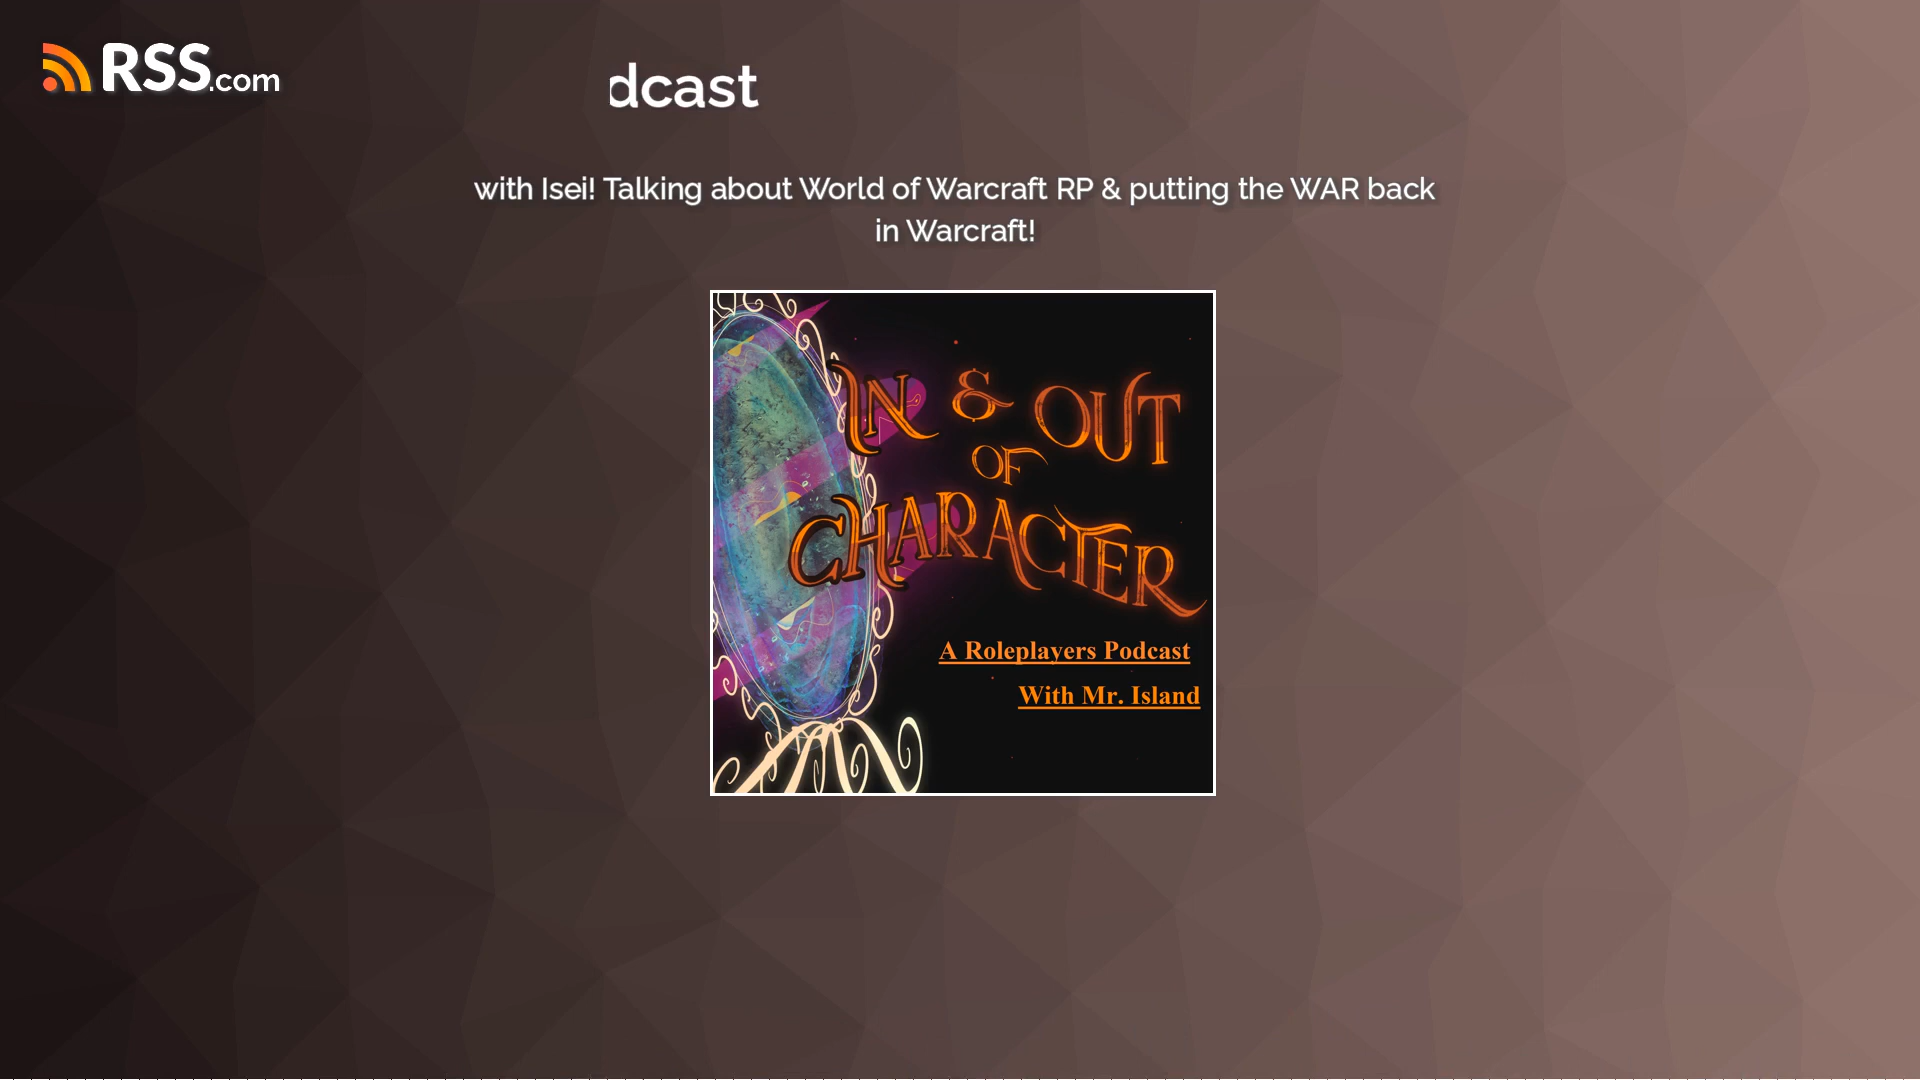 RSS.com
dcast
with Isei! Talking about World of Warcraft RP & putting the WAR back
in Warcraft!
IN & OUT
OF
CHARACTER
A Roleplayers Podcast
With Mr. Island